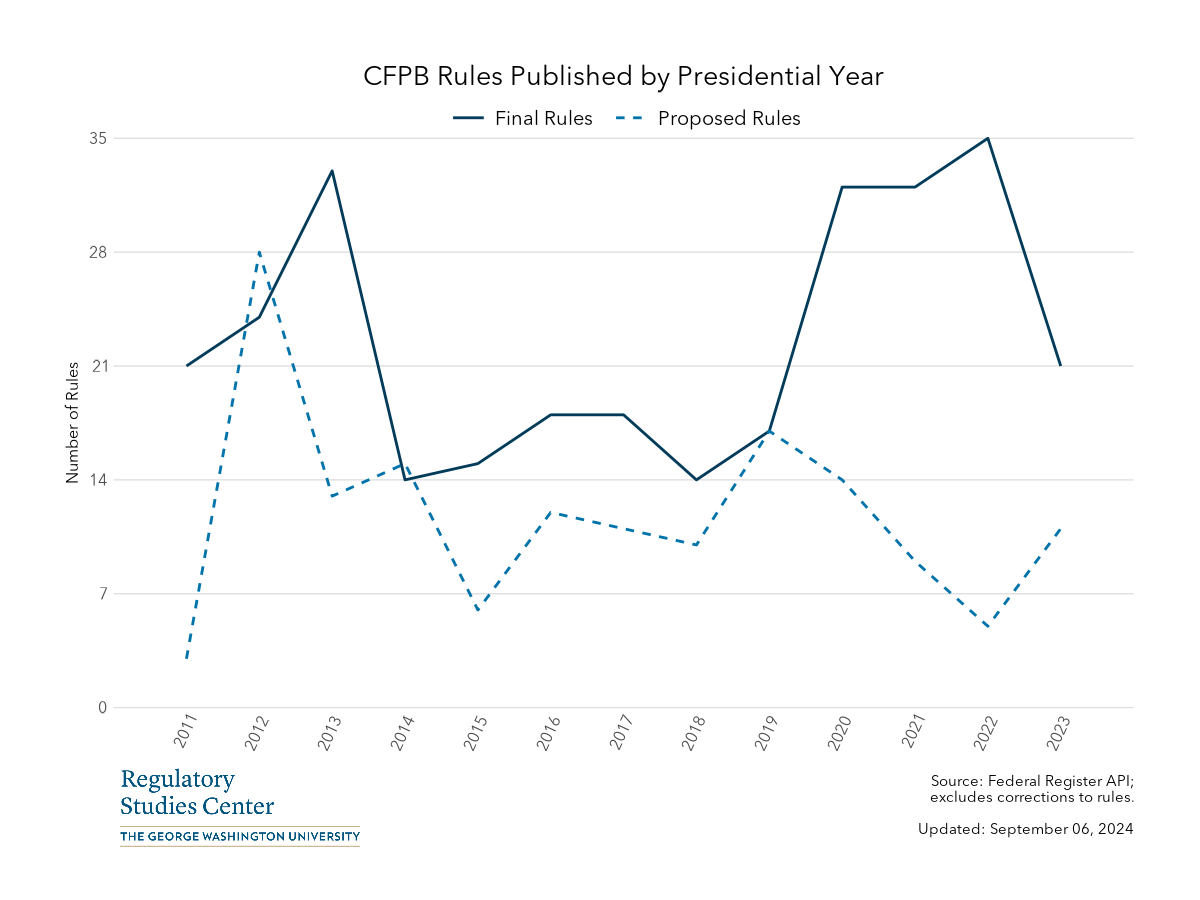 CFPB Rules Published by Presidential Year
Final Rules Proposed Rules
35
28
21
14
7
0
Number of Rules
2011 2012 2013 2014 2015 2016 2017 2018 2019 2020 2021 2022 2023
Regulatory
Studies Center
THE GEORGE WASHINGTON UNIVERSITY
Source: Federal Register API;
excludes corrections to rules.
Updated: September 06, 2024